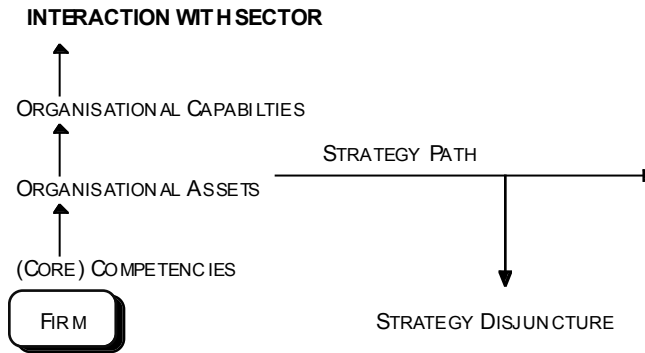 INTERACTION WITH SECTOR
ORGANISATIONAL CAPABILTIES
STRATEGY PATH
ORGANISATIONAL ASSETS
(CORE) COMPETENCIES
FIRM
STRATEGY DISJUNCTURE